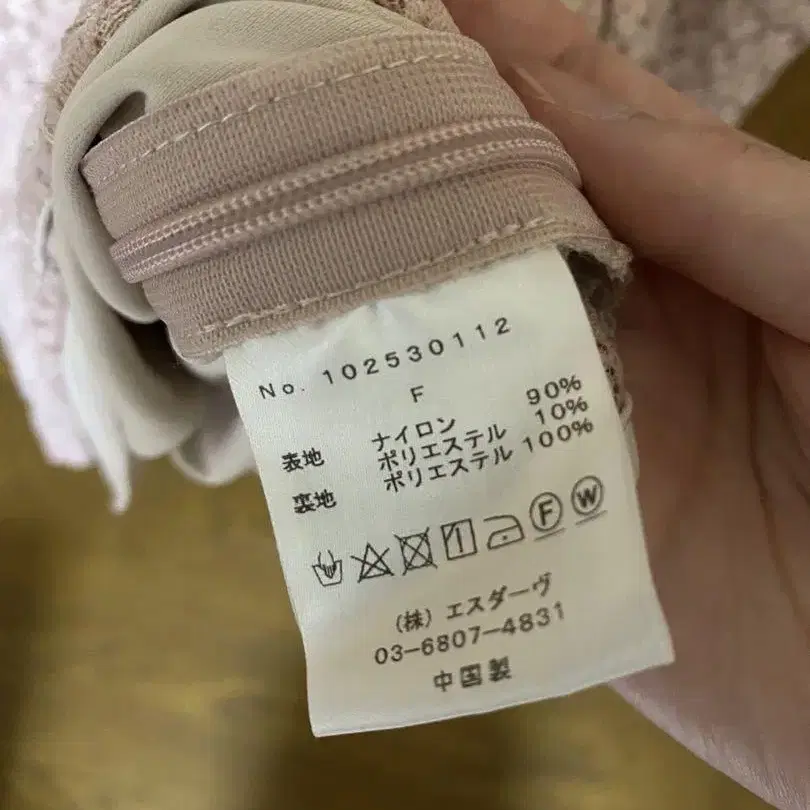 No. 102530112
F
表地 ナイロン 90%
ポリエステル 10%
裏地 ポリエステル 100%
F W
(株) エスダーヴ
03-6807-4831
中国製